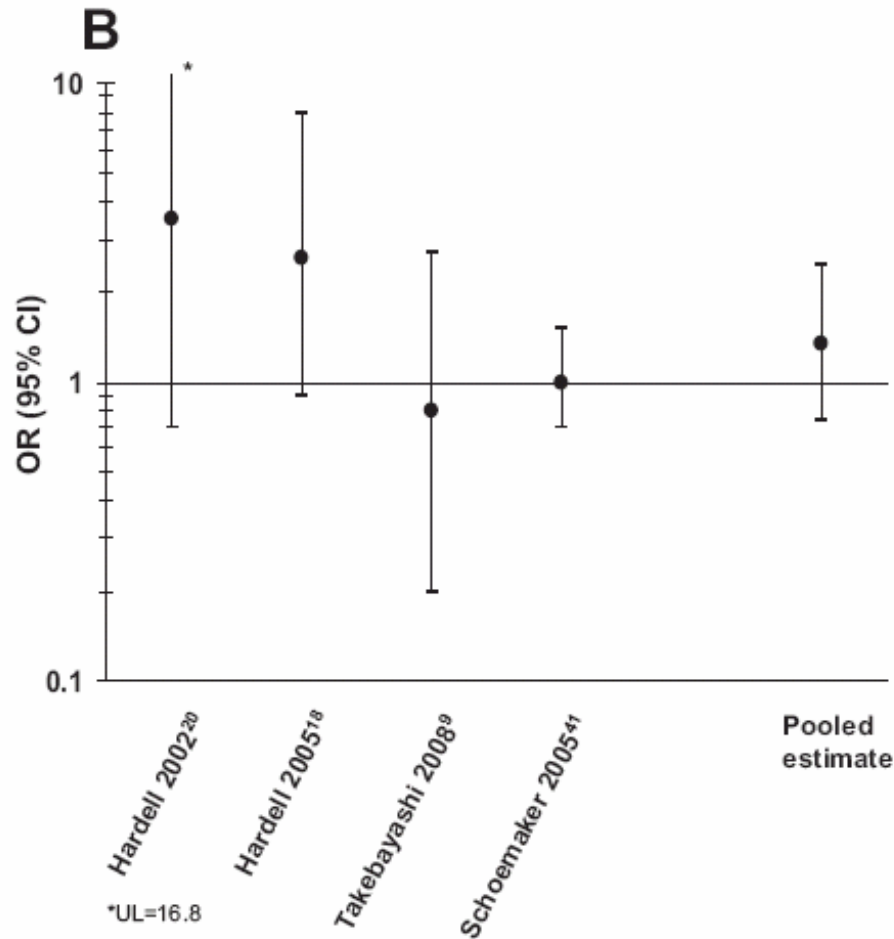 B
10
*
1
0.1
OR (95% CI)
Hardell 2002²⁰
Hardell 2005¹⁸
Takebayashi 2008⁹
Schoemaker 2005⁴¹
Pooled
estimate
*UL=16.8